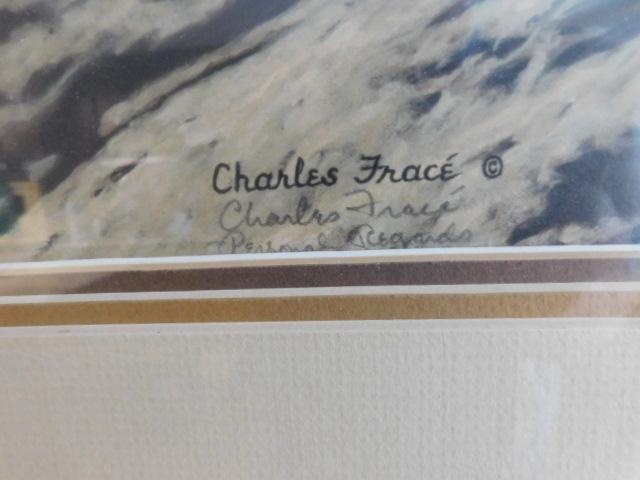 Charles Fracé ©
Charles Fracé
Personal Regards